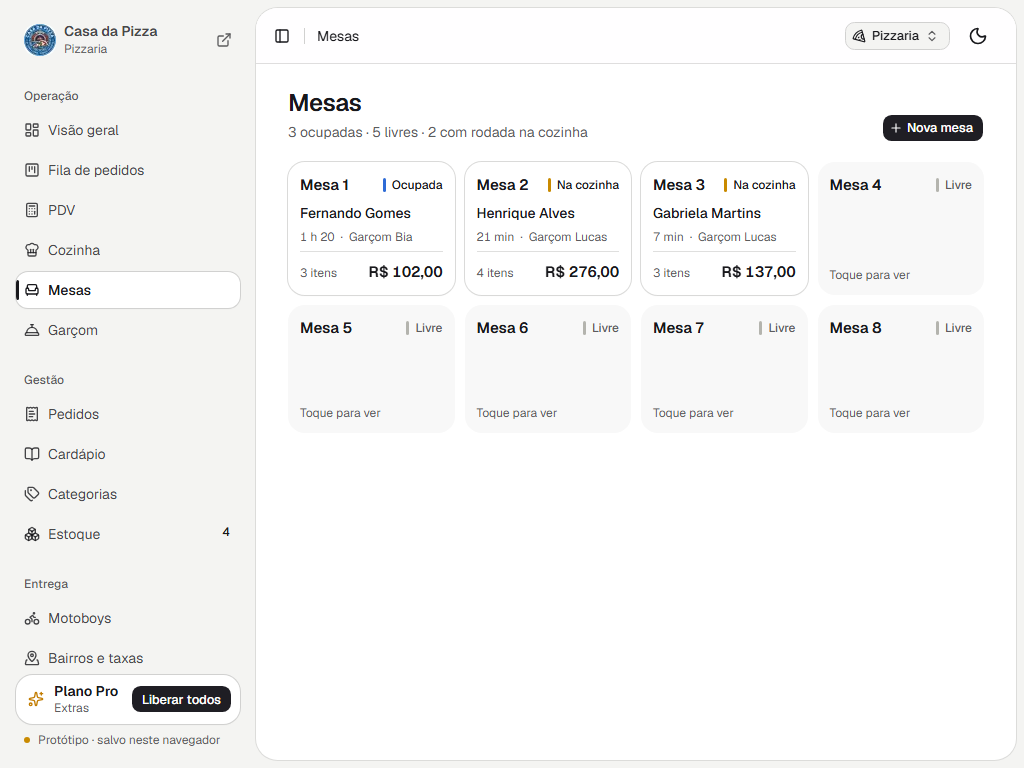 Casa da Pizza
Pizzaria
Operação
Visão geral
Fila de pedidos
PDV
Cozinha
Mesas
Garçom
Gestão
Pedidos
Cardápio
Categorias
Estoque 4
Entrega
Motoboys
Bairros e taxas
Plano Pro
Extras
Liberar todos
Protótipo · salvo neste navegador
Mesas
Pizzaria
Mesas
3 ocupadas · 5 livres · 2 com rodada na cozinha
+ Nova mesa
Mesa 1 Ocupada
Fernando Gomes
1 h 20 · Garçom Bia
3 itens R$ 102,00
Mesa 2 Na cozinha
Henrique Alves
21 min · Garçom Lucas
4 itens R$ 276,00
Mesa 3 Na cozinha
Gabriela Martins
7 min · Garçom Lucas
3 itens R$ 137,00
Mesa 4 Livre
Toque para ver
Mesa 5 Livre
Toque para ver
Mesa 6 Livre
Toque para ver
Mesa 7 Livre
Toque para ver
Mesa 8 Livre
Toque para ver